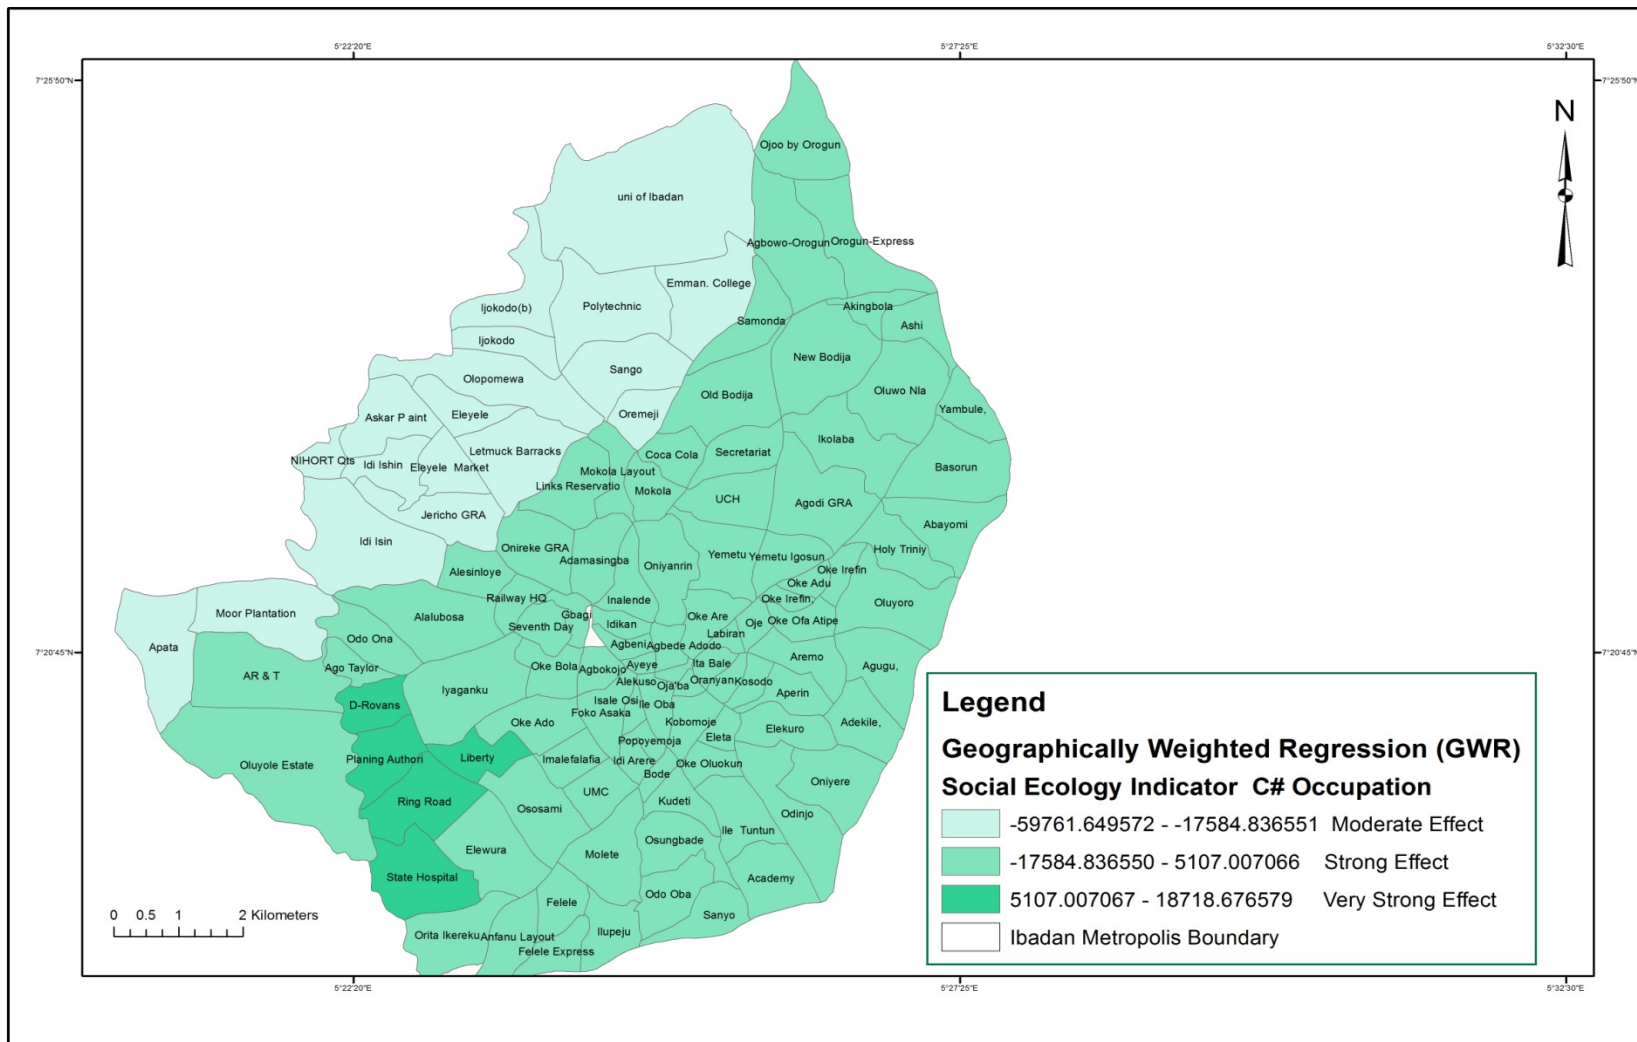 5°22'20"E 5°27'25"E 5°32'30"E
7°25'50"N 7°25'50"N
N
Ojoo by Orogun
uni of Ibadan
Agbowo-Orogun
Orogun-Express
Emman. College
Polytechnic
Ijokodo(b)
Akingbola
Samonda
Ashi
Ijokodo
New Bodija
Sango
Olopomewa
Oluwo Nla
Old Bodija
Yambule,
Askar P aint
Eleyele
Oremeji
Ikolaba
Letmuck Barracks
Coca Cola
Secretariat
NIHORT Qts
Idi Ishin
Eleyele Market
Mokola Layout
Basorun
Links Reservatio
Mokola
UCH
Agodi GRA
Jericho GRA
Abayomi
Idi Isin
Onireke GRA
Holy Triniy
Adamasingba
Yemetu
Yemetu Igosun
Oniyanrin
Alesinloye
Oke Irefin
Oke Adu
Railway HQ
Inalende
Oke Irefin,
Oluyoro
Moor Plantation
Alalubosa
Gbagi
Oke Are
Seventh Day
Idikan
Oje
Oke Ofa Atipe
Labiran
Odo Ona
Agbeni
Agbede Adodo
Apata
7°20'45"N 7°20'45"N
Aremo
Ago Taylor
Oke Bola
Agbokojo
Ayeye
Ita Bale
Agugu,
AR & T
Alekuso
Oja'ba
Oranyan
Kosodo
Iyaganku
Aperin
D-Rovans
Isale Osi
Ile Oba
Foko Asaka
Oke Ado
Kobomoje
Adekile,
Elekuro
Eleta
Popoyemoja
Planing Authori
Liberty
Imalefalafia
Idi Arere
Oke Oluokun
Oluyole Estate
Bode
Oniyere
UMC
Ring Road
Kudeti
Ososami
Odinjo
Ile Tuntun
Osungbade
Elewura
Molete
State Hospital
Academy
Odo Oba
Felele
Sanyo
Ilupeju
Orita Ikereku
Anfanu Layout
Felele Express
0 0.5 1 2 Kilometers
Legend
Geographically Weighted Regression (GWR)
Social Ecology Indicator C# Occupation
-59761.649572 - -17584.836551 Moderate Effect
-17584.836550 - 5107.007066 Strong Effect
5107.007067 - 18718.676579 Very Strong Effect
Ibadan Metropolis Boundary
5°22'20"E 5°27'25"E 5°32'30"E